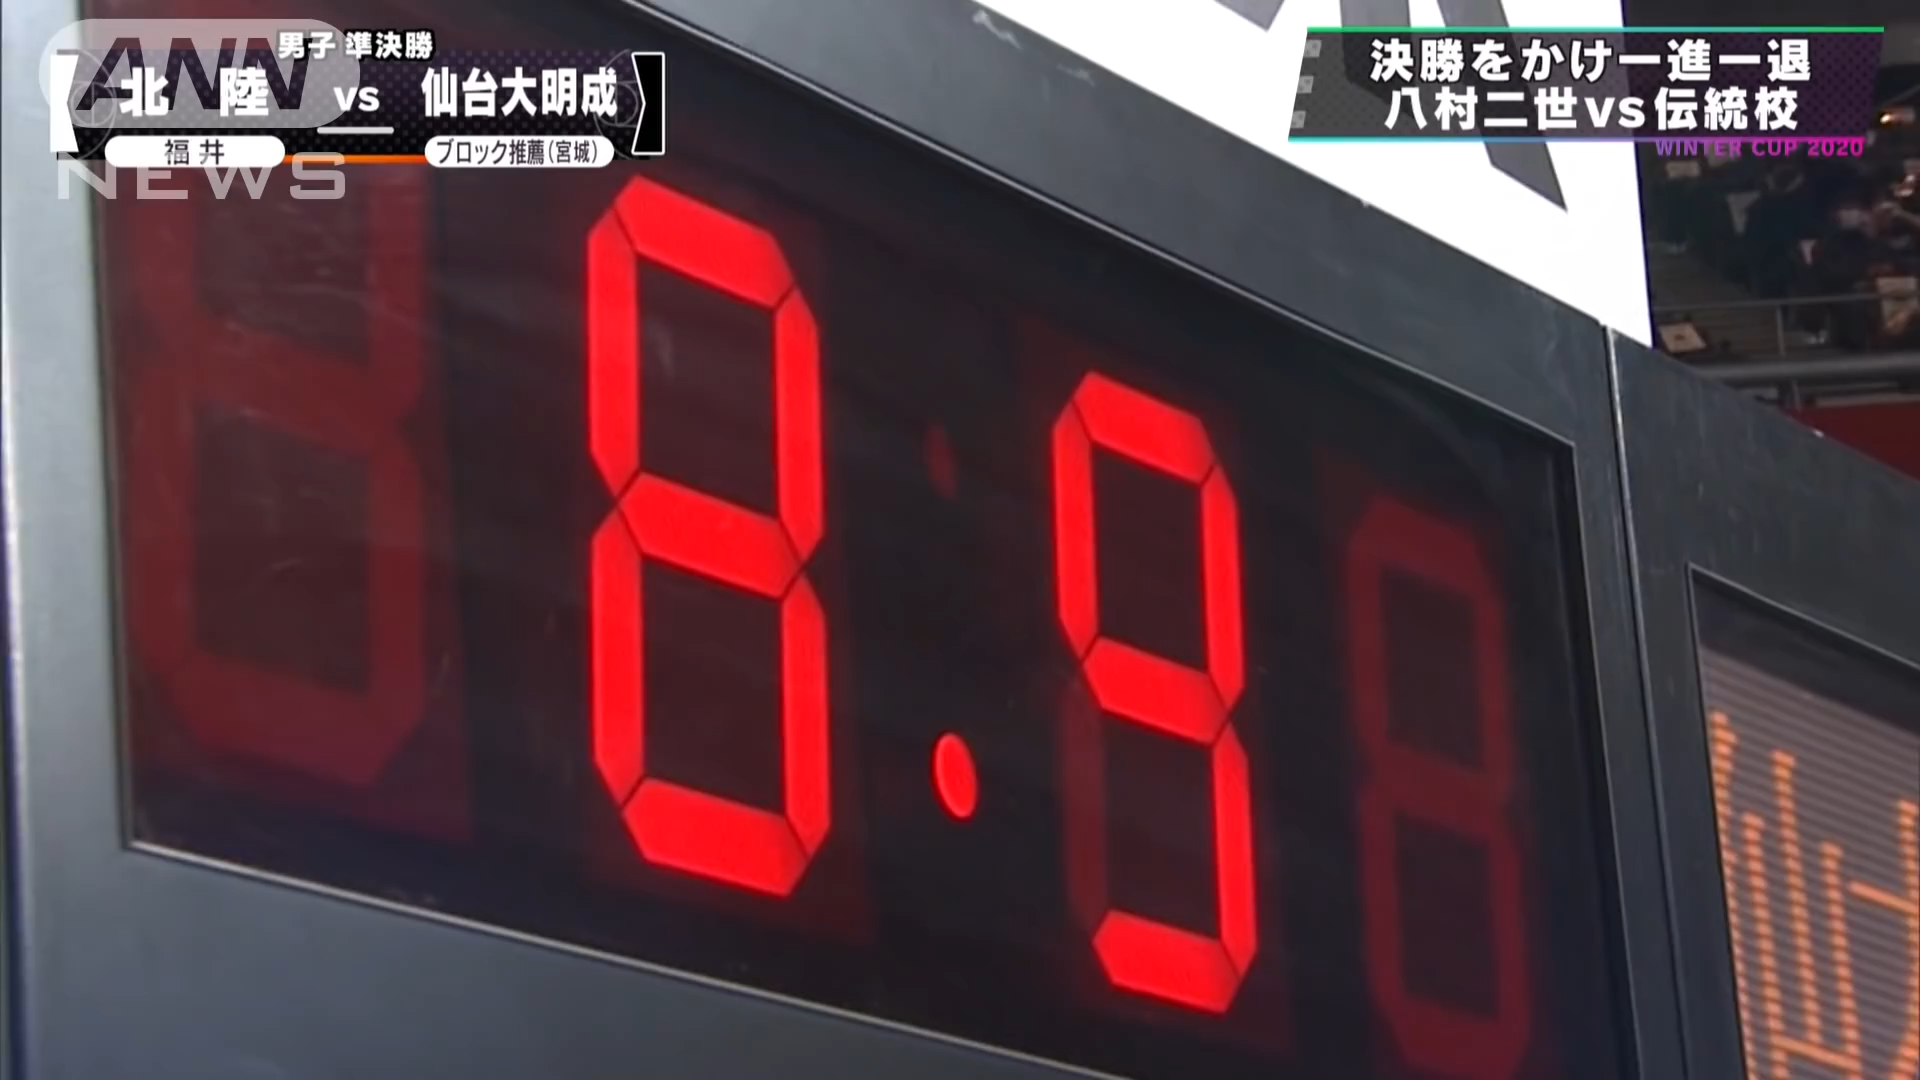 ANN
NEWS
男子 準決勝
北陸 vs 仙台大明成
福井
ブロック推薦(宮城)
決勝をかけ一進一退
八村二世vs伝統校
WINTER CUP 2020
8.9
仙